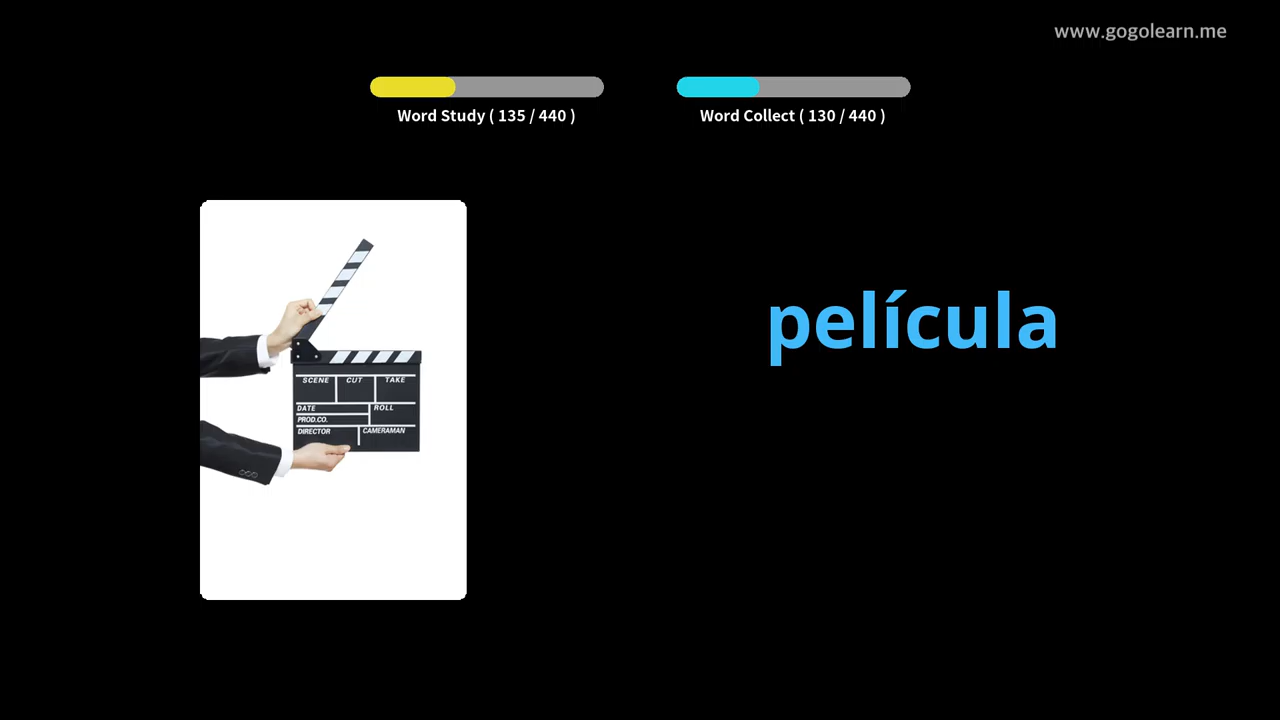 www.gogolearn.me
Word Study ( 135 / 440 )
Word Collect ( 130 / 440 )
película
SCENE CUT TAKE
DATE ROLL
PROD.CO.
DIRECTOR CAMERAMAN